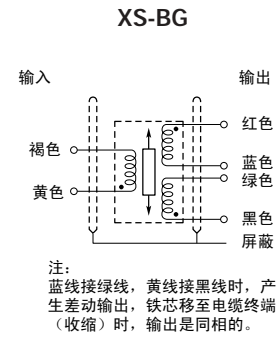 XS-BG
输入 输出
红色
褐色
蓝色
绿色
黄色
黑色
屏蔽
注：
蓝线接绿线，黄线接黑线时，产
生差动输出，铁芯移至电缆终端
（收缩）时，输出是同相的。